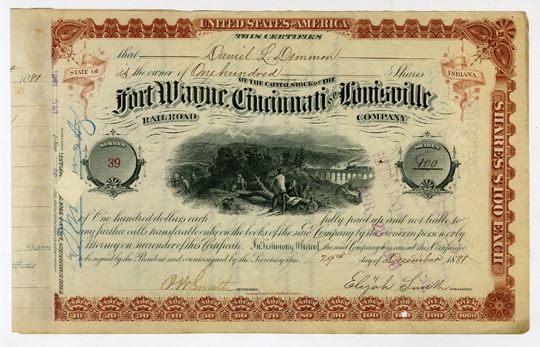 UNITED STATES OF AMERICA
THIS CERTIFIES
that Daniel L. Demmon
is the owner of One hundred Shares
STATE OF
INDIANA
OF THE CAPITAL STOCK OF THE
Fort Wayne Cincinnati and Louisville
RAILROAD COMPANY
NUMBER
39
SHARES
100
of One hundred dollars each fully paid up and not liable to
any further call transferable only on the books of the said Company by the owner in person or by
Attorney on surrender of this Certificate. In Testimony Whereof, the said Company has caused this Certificate
to be signed by the President and countersigned by the Secretary this 29th day of December 1881
P.W. Smith
Elijah Smith
SHARES $100 EACH
1881
Shares